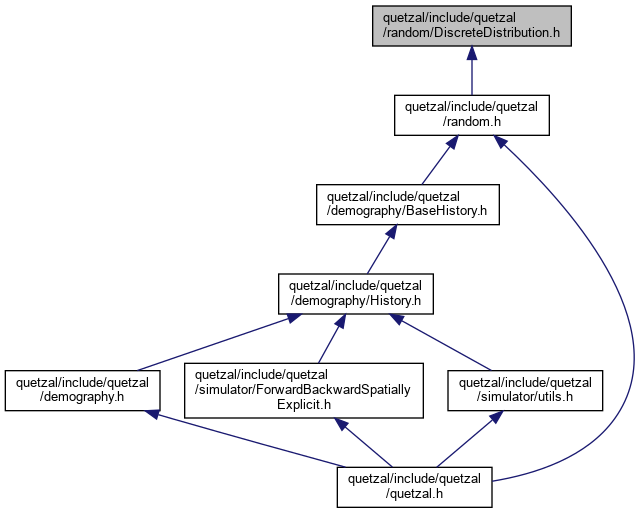 quetzal/include/quetzal
/random/DiscreteDistribution.h
quetzal/include/quetzal
/random.h
quetzal/include/quetzal
/demography/BaseHistory.h
quetzal/include/quetzal
/demography/History.h
quetzal/include/quetzal
/demography.h
quetzal/include/quetzal
/simulator/ForwardBackwardSpatially
Explicit.h
quetzal/include/quetzal
/simulator/utils.h
quetzal/include/quetzal
/quetzal.h